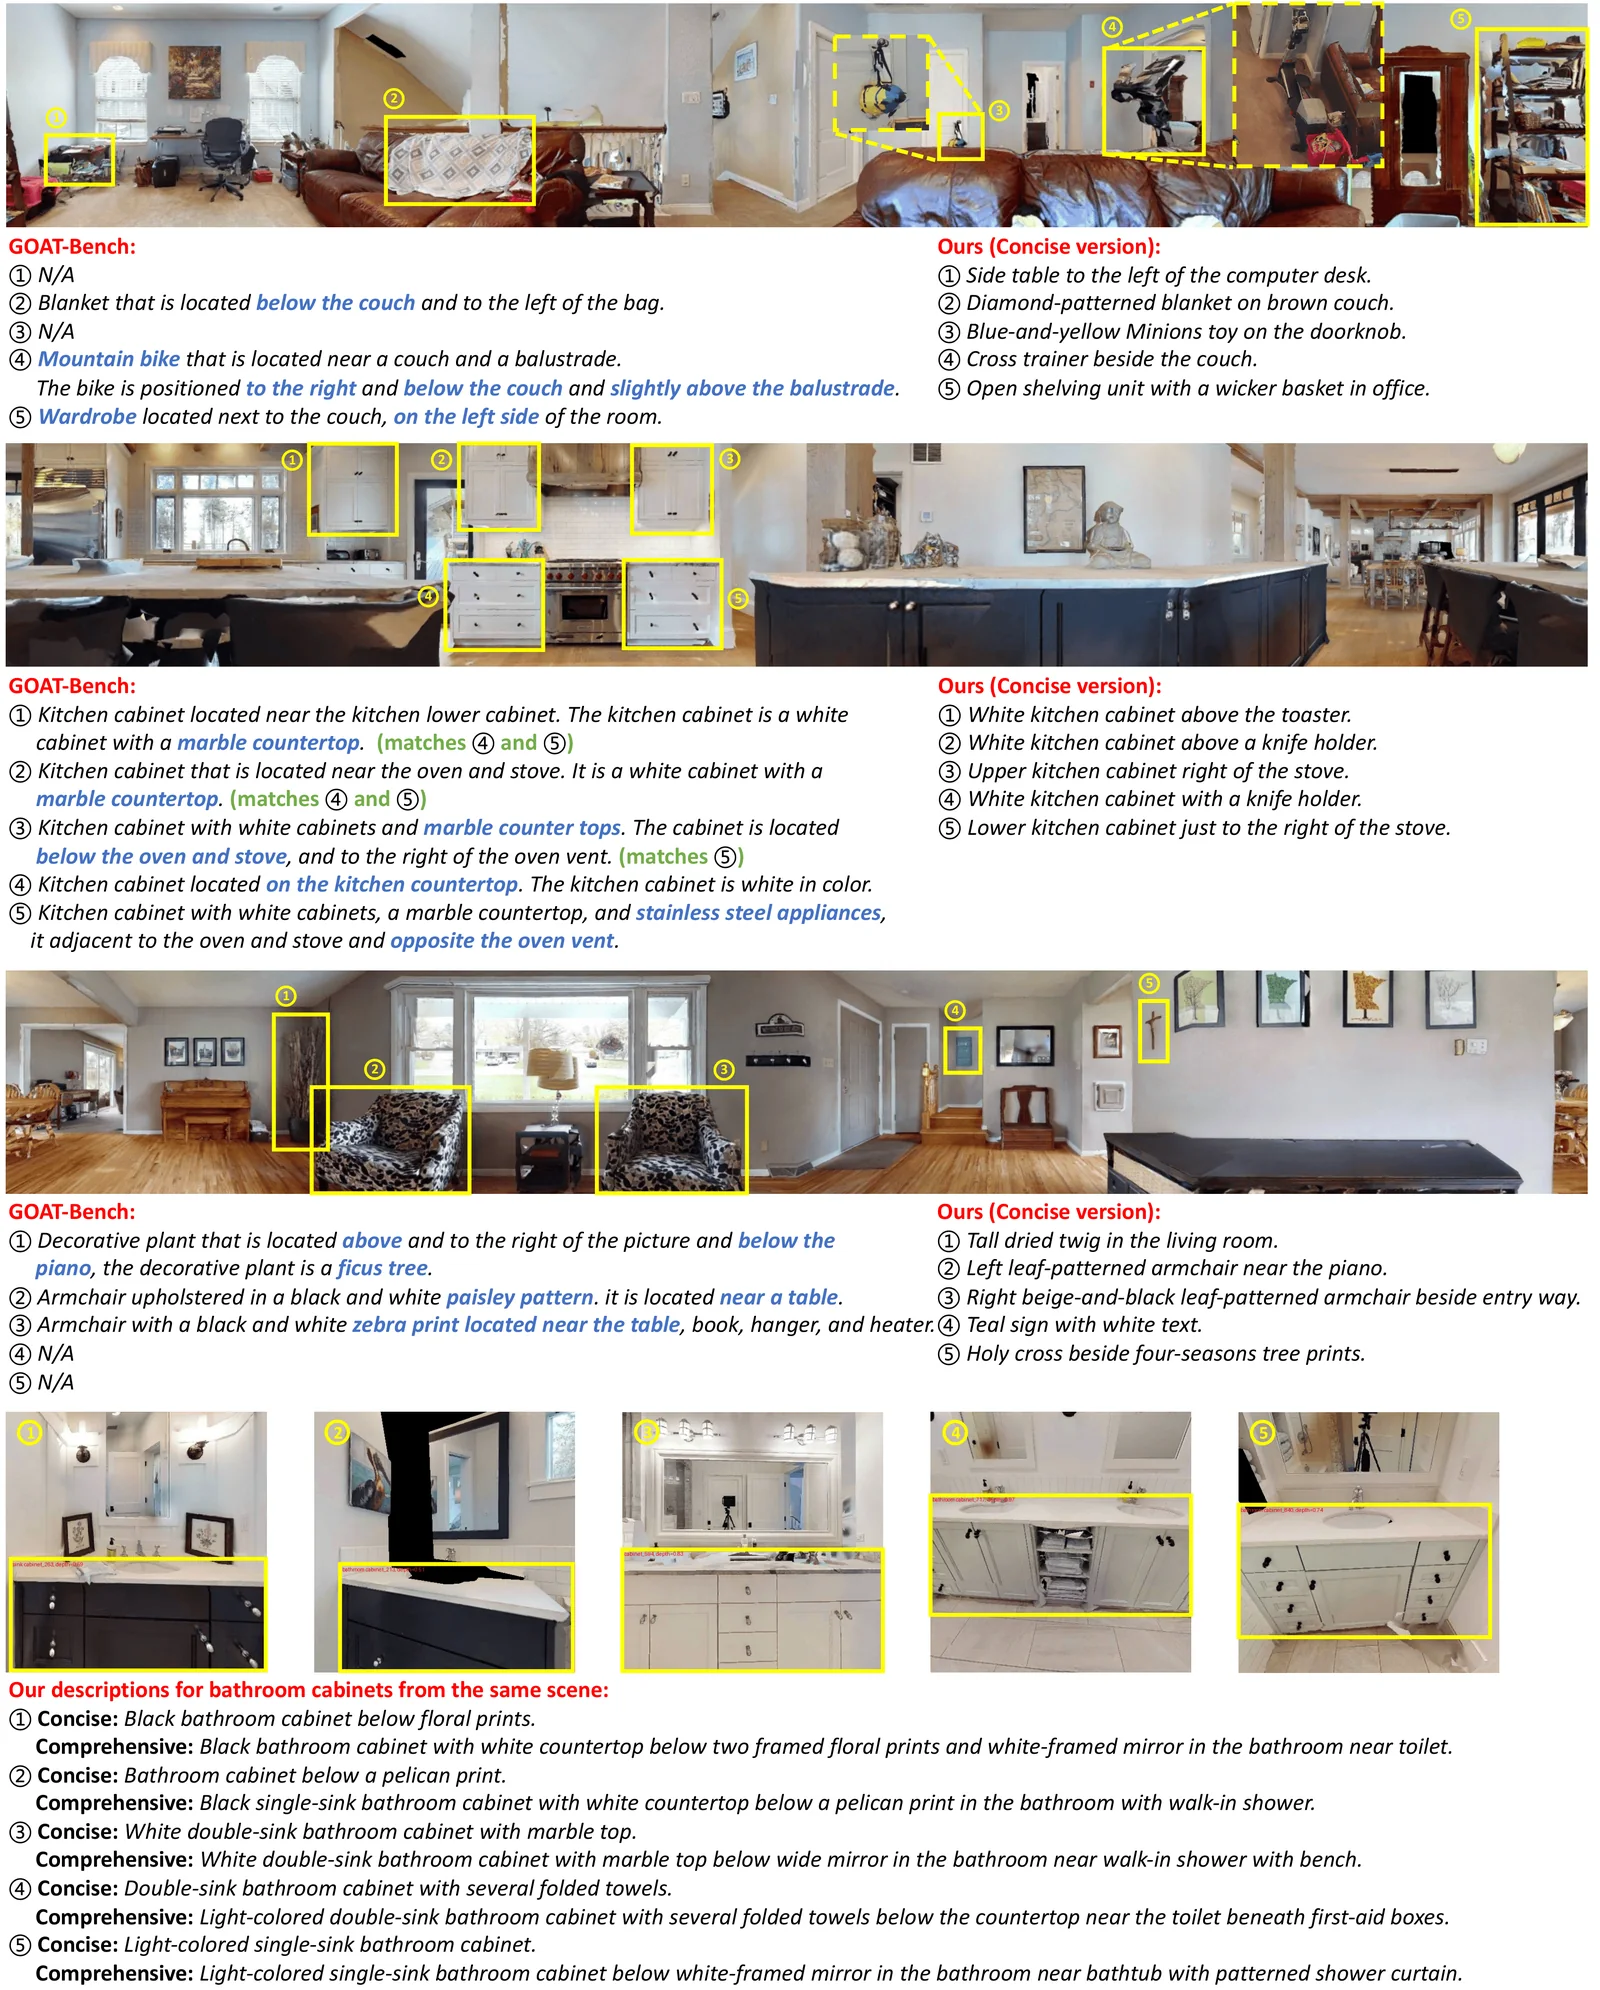 ① ② ③ ④ ⑤
GOAT-Bench:
① N/A
② Blanket that is located below the couch and to the left of the bag.
③ N/A
④ Mountain bike that is located near a couch and a balustrade.
The bike is positioned to the right and below the couch and slightly above the balustrade.
⑤ Wardrobe located next to the couch, on the left side of the room.
Ours (Concise version):
① Side table to the left of the computer desk.
② Diamond-patterned blanket on brown couch.
③ Blue-and-yellow Minions toy on the doorknob.
④ Cross trainer beside the couch.
⑤ Open shelving unit with a wicker basket in office.
① ② ③ ④ ⑤
GOAT-Bench:
① Kitchen cabinet located near the kitchen lower cabinet. The kitchen cabinet is a white
cabinet with a marble countertop. (matches ④ and ⑤)
② Kitchen cabinet that is located near the oven and stove. It is a white cabinet with a
marble countertop. (matches ④ and ⑤)
③ Kitchen cabinet with white cabinets and marble counter tops. The cabinet is located
below the oven and stove, and to the right of the oven vent. (matches ⑤)
④ Kitchen cabinet located on the kitchen countertop. The kitchen cabinet is white in color.
⑤ Kitchen cabinet with white cabinets, a marble countertop, and stainless steel appliances,
it adjacent to the oven and stove and opposite the oven vent.
Ours (Concise version):
① White kitchen cabinet above the toaster.
② White kitchen cabinet above a knife holder.
③ Upper kitchen cabinet right of the stove.
④ White kitchen cabinet with a knife holder.
⑤ Lower kitchen cabinet just to the right of the stove.
① ② ③ ④ ⑤
GOAT-Bench:
① Decorative plant that is located above and to the right of the picture and below the
piano, the decorative plant is a ficus tree.
② Armchair upholstered in a black and white paisley pattern. it is located near a table.
③ Armchair with a black and white zebra print located near the table, book, hanger, and heater.
④ N/A
⑤ N/A
Ours (Concise version):
① Tall dried twig in the living room.
② Left leaf-patterned armchair near the piano.
③ Right beige-and-black leaf-patterned armchair beside entry way.
④ Teal sign with white text.
⑤ Holy cross beside four-seasons tree prints.
① ② ③ ④ ⑤
Our descriptions for bathroom cabinets from the same scene:
① Concise: Black bathroom cabinet below floral prints.
Comprehensive: Black bathroom cabinet with white countertop below two framed floral prints and white-framed mirror in the bathroom near toilet.
② Concise: Bathroom cabinet below a pelican print.
Comprehensive: Black single-sink bathroom cabinet with white countertop below a pelican print in the bathroom with walk-in shower.
③ Concise: White double-sink bathroom cabinet with marble top.
Comprehensive: White double-sink bathroom cabinet with marble top below wide mirror in the bathroom near walk-in shower with bench.
④ Concise: Double-sink bathroom cabinet with several folded towels.
Comprehensive: Light-colored double-sink bathroom cabinet with several folded towels below the countertop near the toilet beneath first-aid boxes.
⑤ Concise: Light-colored single-sink bathroom cabinet.
Comprehensive: Light-colored single-sink bathroom cabinet below white-framed mirror in the bathroom near bathtub with patterned shower curtain.